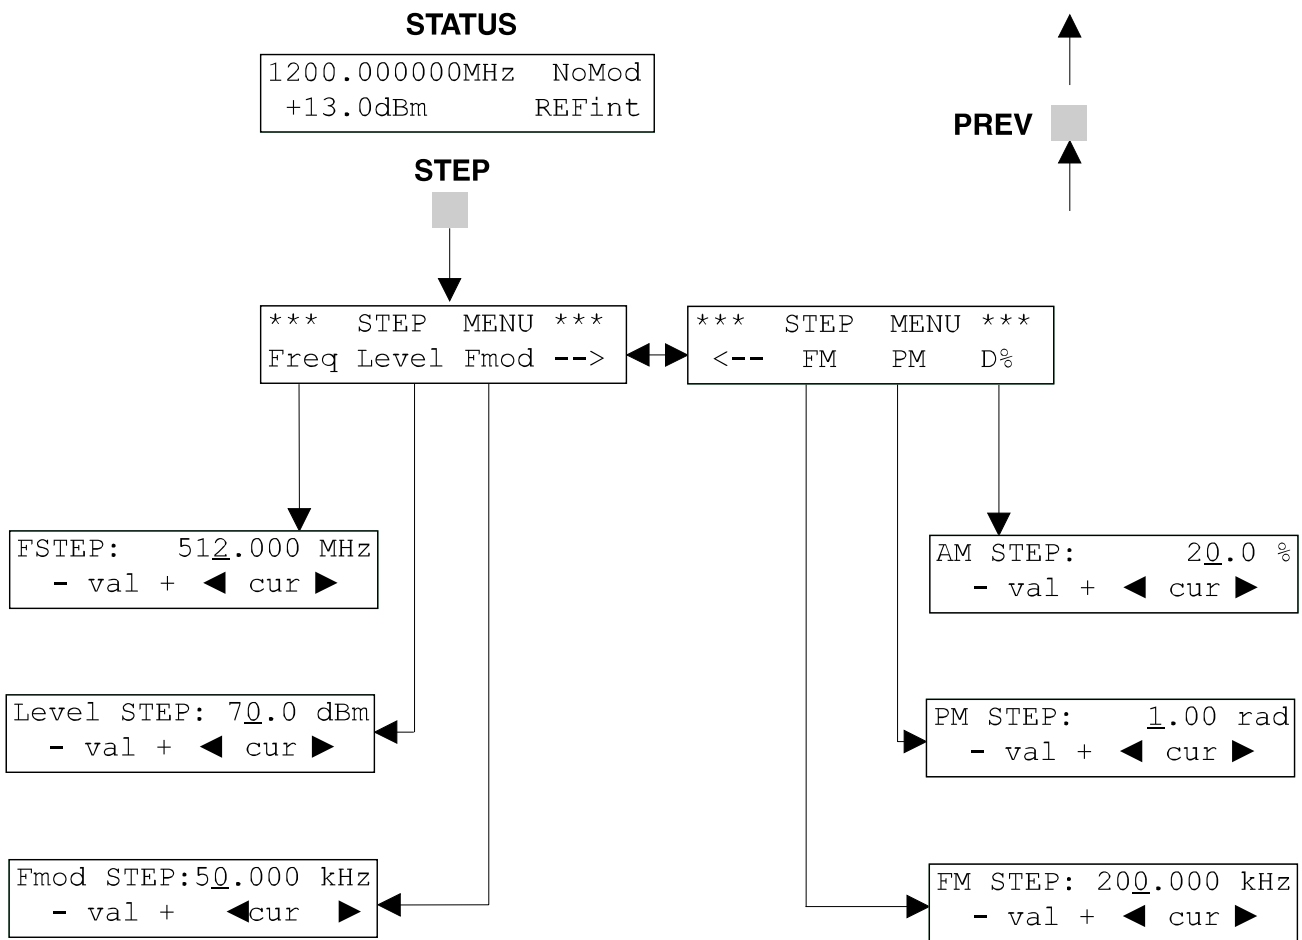 STATUS
1200.000000MHz NoMod
+13.0dBm REFint
PREV
STEP
*** STEP MENU ***
Freq Level Fmod -->
*** STEP MENU ***
<-- FM PM D%
FSTEP: 512.000 MHz
- val + ◀ cur ▶
AM STEP: 20.0 %
- val + ◀ cur ▶
Level STEP: 70.0 dBm
- val + ◀ cur ▶
PM STEP: 1.00 rad
- val + ◀ cur ▶
Fmod STEP:50.000 kHz
- val + ◀cur ▶
FM STEP: 200.000 kHz
- val + ◀ cur ▶